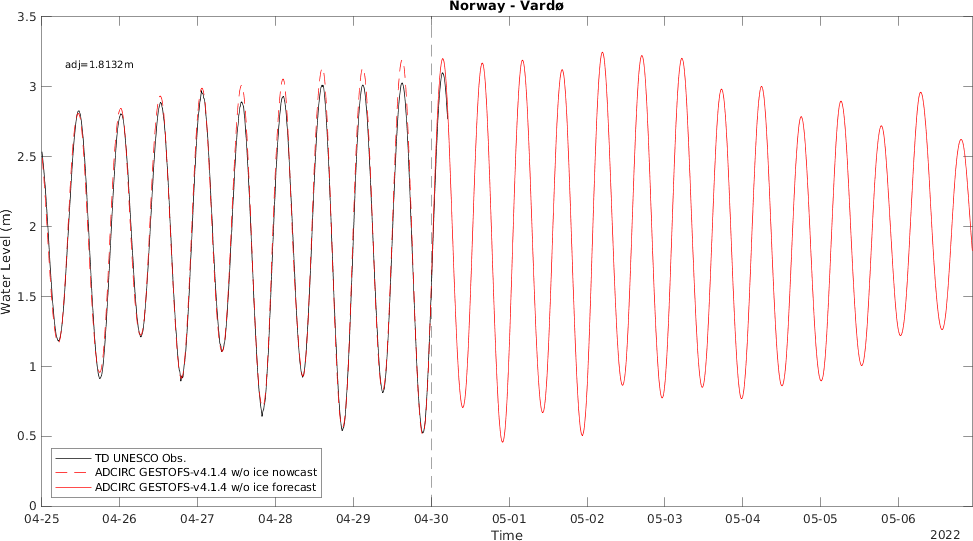 Norway - Vardø
3.5
adj=1.8132m
3
2.5
2
1.5
1
0.5
0
Water Level (m)
TD UNESCO Obs.
ADCIRC GESTOFS-v4.1.4 w/o ice nowcast
ADCIRC GESTOFS-v4.1.4 w/o ice forecast
04-25 04-26 04-27 04-28 04-29 04-30 05-01 05-02 05-03 05-04 05-05 05-06
Time
2022